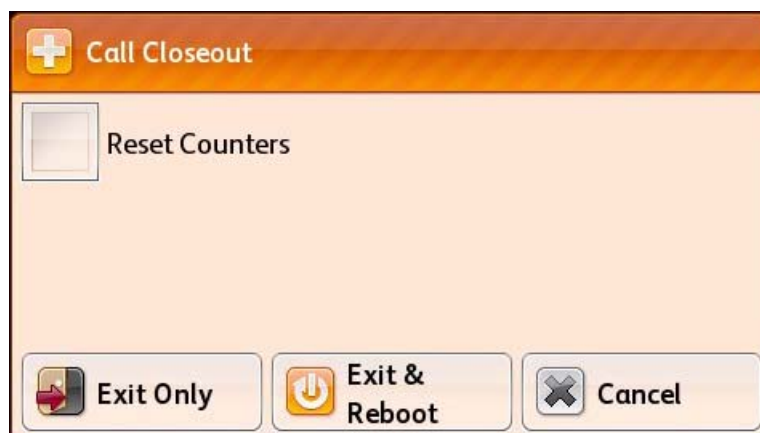 Call Closeout
Reset Counters
Exit Only
Exit &
Reboot
Cancel